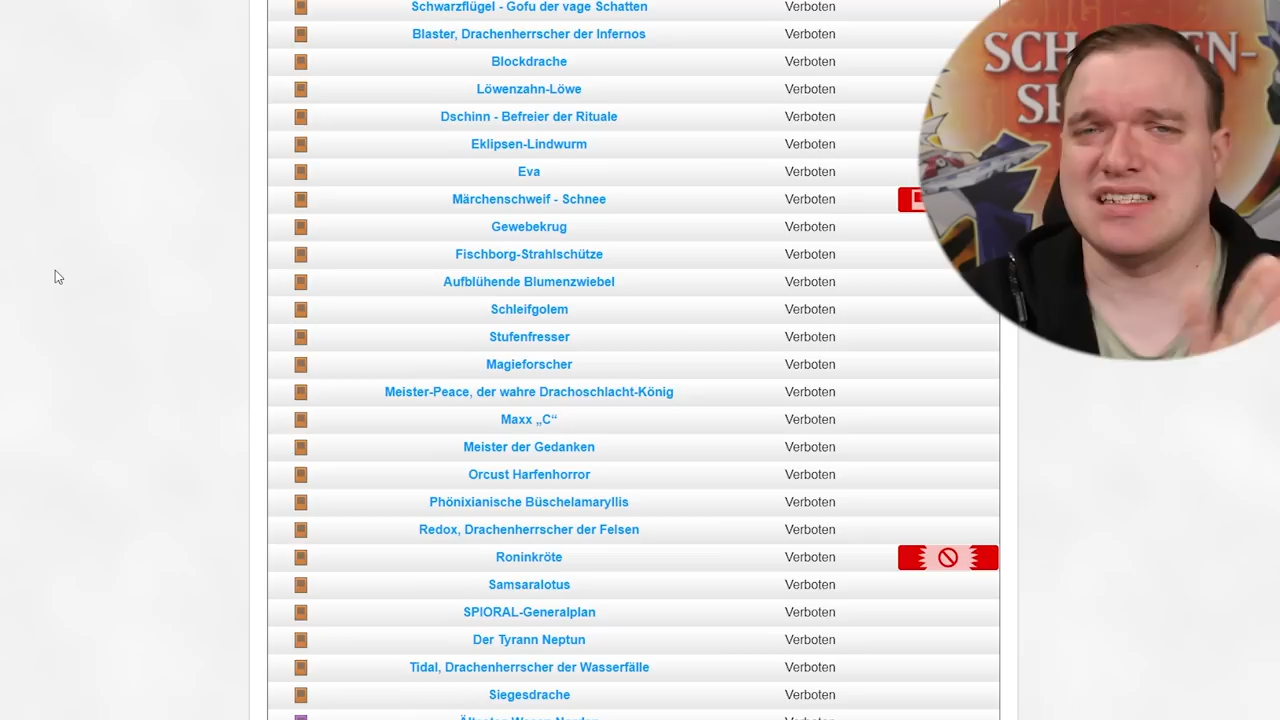 Schwarzflügel - Gofu der vage Schatten Verboten
Blaster, Drachenherrscher der Infernos Verboten
Blockdrache Verboten
Löwenzahn-Löwe Verboten
Dschinn - Befreier der Rituale Verboten
Eklipsen-Lindwurm Verboten
Eva Verboten
Märchenschweif - Schnee Verboten
Gewebekrug Verboten
Fischborg-Strahlschütze Verboten
Aufblühende Blumenzwiebel Verboten
Schleifgolem Verboten
Stufenfresser Verboten
Magieforscher Verboten
Meister-Peace, der wahre Drachoschlacht-König Verboten
Maxx „C“ Verboten
Meister der Gedanken Verboten
Orcust Harfenhorror Verboten
Phönixianische Büschelamaryllis Verboten
Redox, Drachenherrscher der Felsen Verboten
Roninkröte Verboten
Samsaralotus Verboten
SPIORAL-Generalplan Verboten
Der Tyrann Neptun Verboten
Tidal, Drachenherrscher der Wasserfälle Verboten
Siegesdrache Verboten